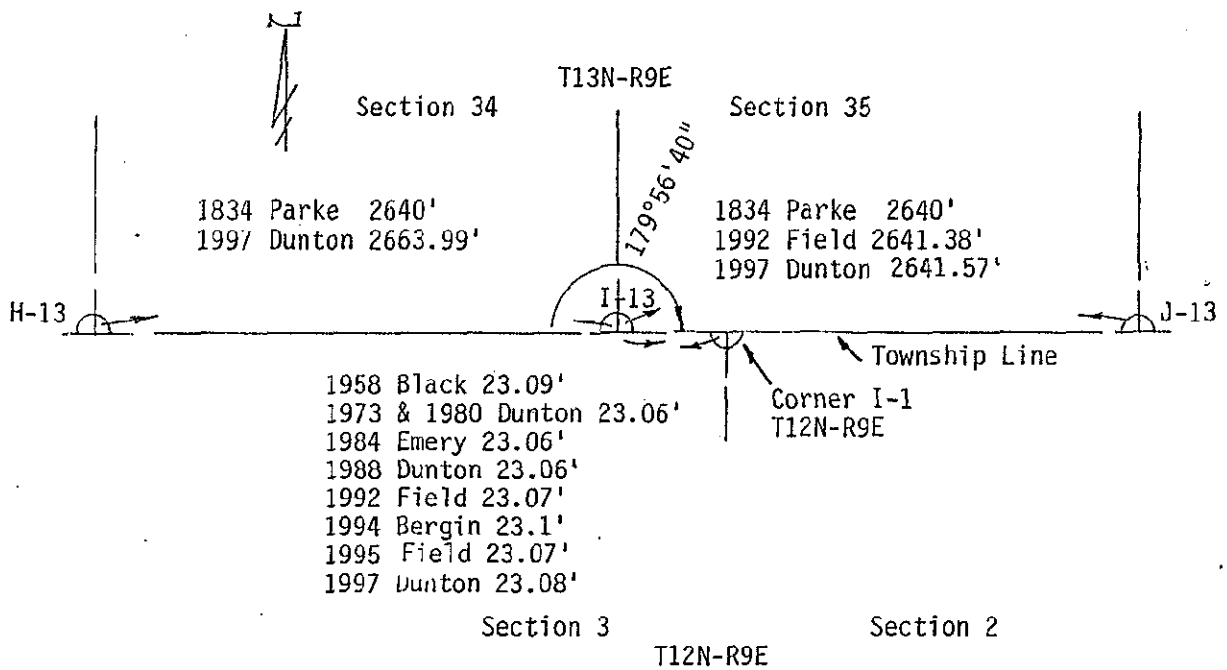 T13N-R9E
Section 34
Section 35
179°56'40"
1834 Parke 2640'
1997 Dunton 2663.99'
1834 Parke 2640'
1992 Field 2641.38'
1997 Dunton 2641.57'
H-13
I-13
J-13
Township Line
Corner I-1
T12N-R9E
1958 Black 23.09'
1973 & 1980 Dunton 23.06'
1984 Emery 23.06'
1988 Dunton 23.06'
1992 Field 23.07'
1994 Bergin 23.1'
1995 Field 23.07'
1997 Dunton 23.08'
Section 3
Section 2
T12N-R9E